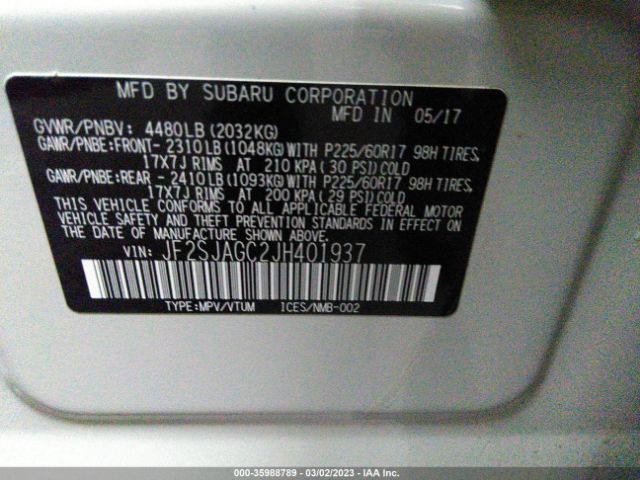 MFD BY SUBARU CORPORATION
MFD IN 05/17
GVWR/PNBV: 4480LB (2032KG)
GAWR/PNBE:FRONT- 2310LB (1048KG) WITH P225/60R17 98H TIRES,
17X7J RIMS AT 210 KPA (30 PSI) COLD
GAWR/PNBE:REAR - 2410LB (1093KG) WITH P225/60R17 98H TIRES,
17X7J RIMS AT 200 KPA (29 PSI) COLD
THIS VEHICLE CONFORMS TO ALL APPLICABLE FEDERAL MOTOR
VEHICLE SAFETY AND THEFT PREVENTION STANDARDS IN EFFECT ON
THE DATE OF MANUFACTURE SHOWN ABOVE.
VIN: JF2SJAGC2JH401937
TYPE:MPV/VTUM ICES/NMB-002
000-35988789 - 03/02/2023 - IAA Inc.